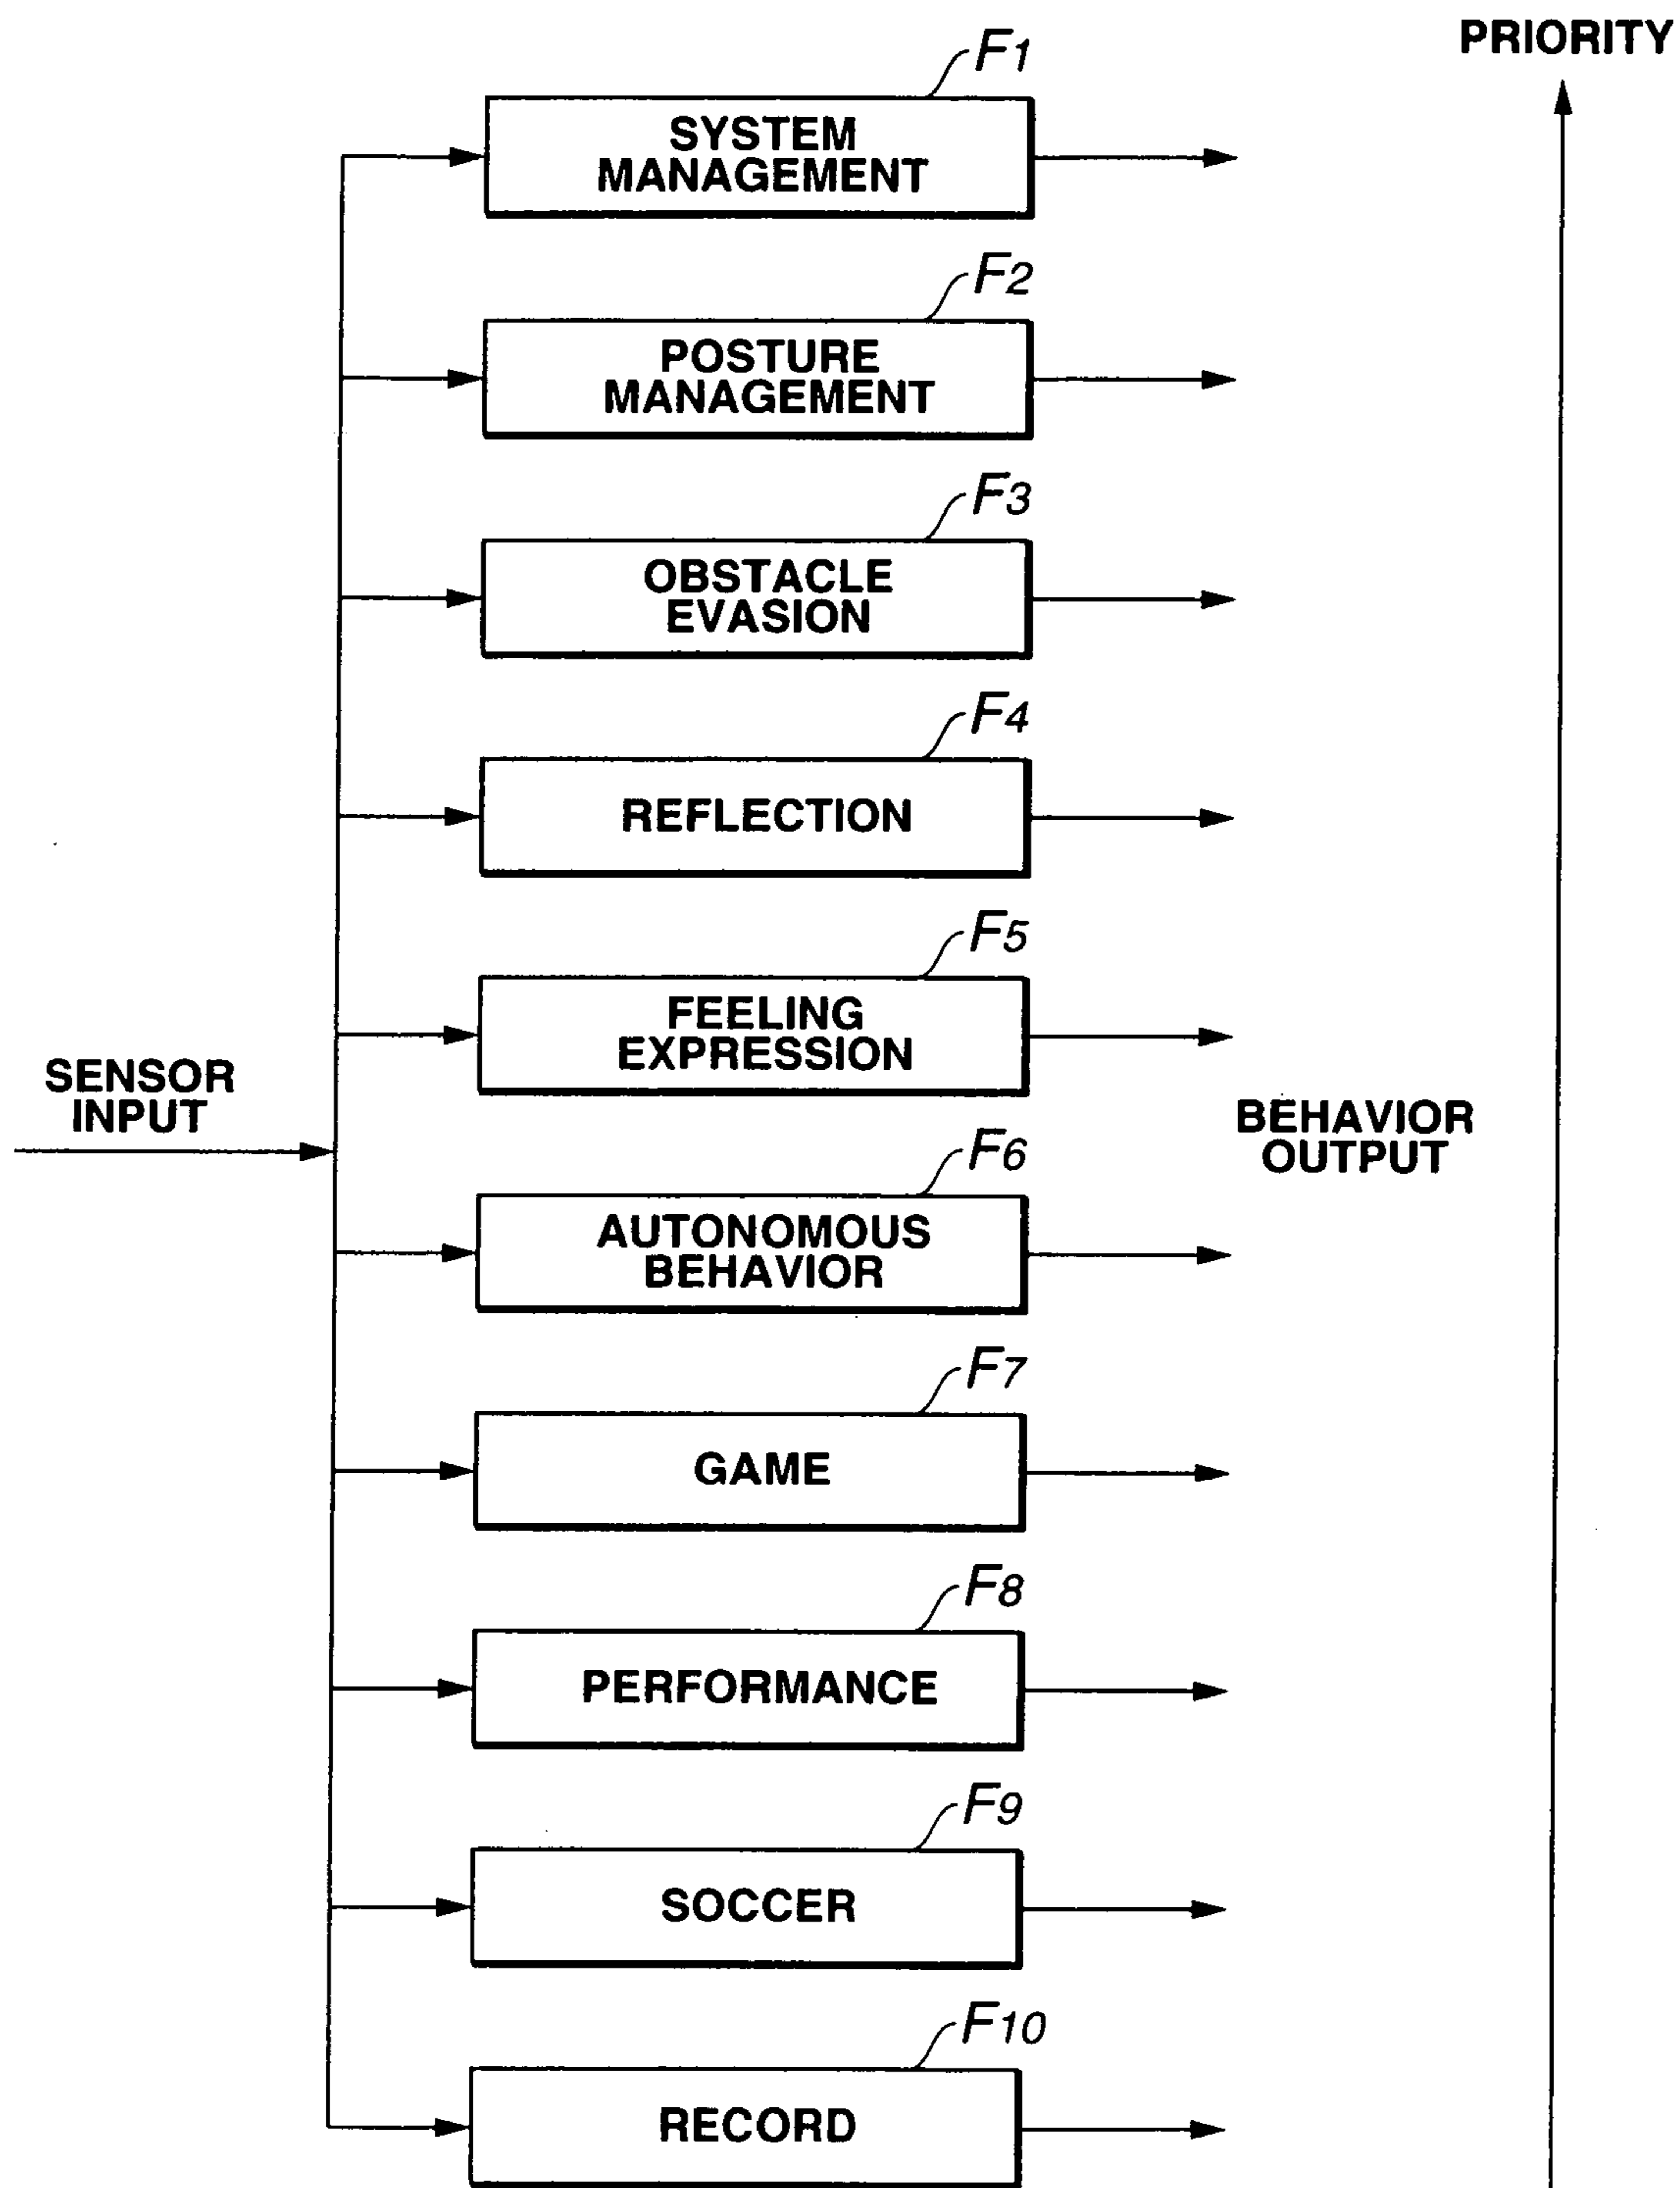 PRIORITY
F1
SYSTEM
MANAGEMENT
F2
POSTURE
MANAGEMENT
F3
OBSTACLE
EVASION
F4
REFLECTION
F5
FEELING
EXPRESSION
SENSOR
INPUT
BEHAVIOR
OUTPUT
F6
AUTONOMOUS
BEHAVIOR
F7
GAME
F8
PERFORMANCE
F9
SOCCER
F10
RECORD